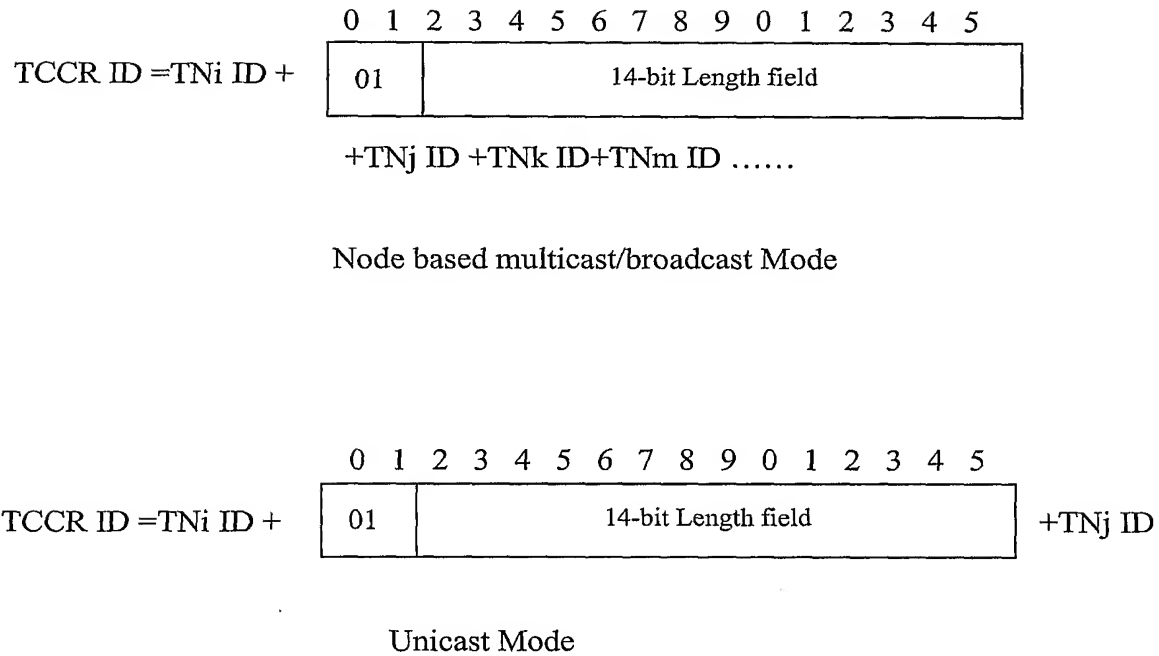 0 1 2 3 4 5 6 7 8 9 0 1 2 3 4 5
TCCR ID =TNi ID + 01 14-bit Length field
+TNj ID +TNk ID+TNm ID ......
Node based multicast/broadcast Mode
0 1 2 3 4 5 6 7 8 9 0 1 2 3 4 5
TCCR ID =TNi ID + 01 14-bit Length field +TNj ID
Unicast Mode